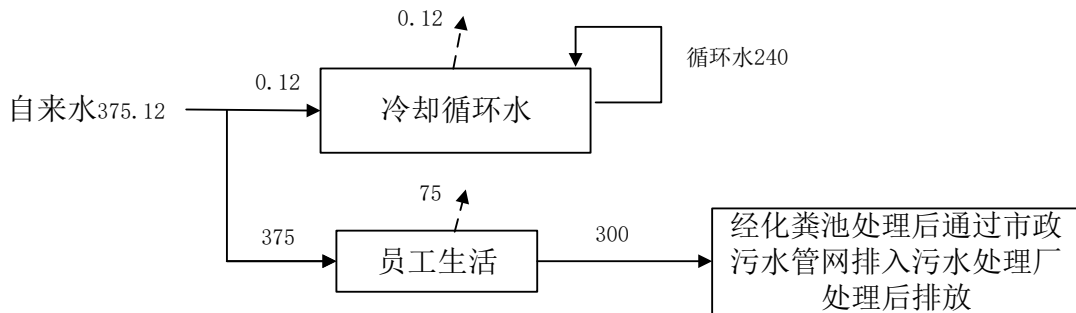 0.12
循环水240
0.12
自来水375.12
冷却循环水
75
375
员工生活
300
经化粪池处理后通过市政
污水管网排入污水处理厂
处理后排放